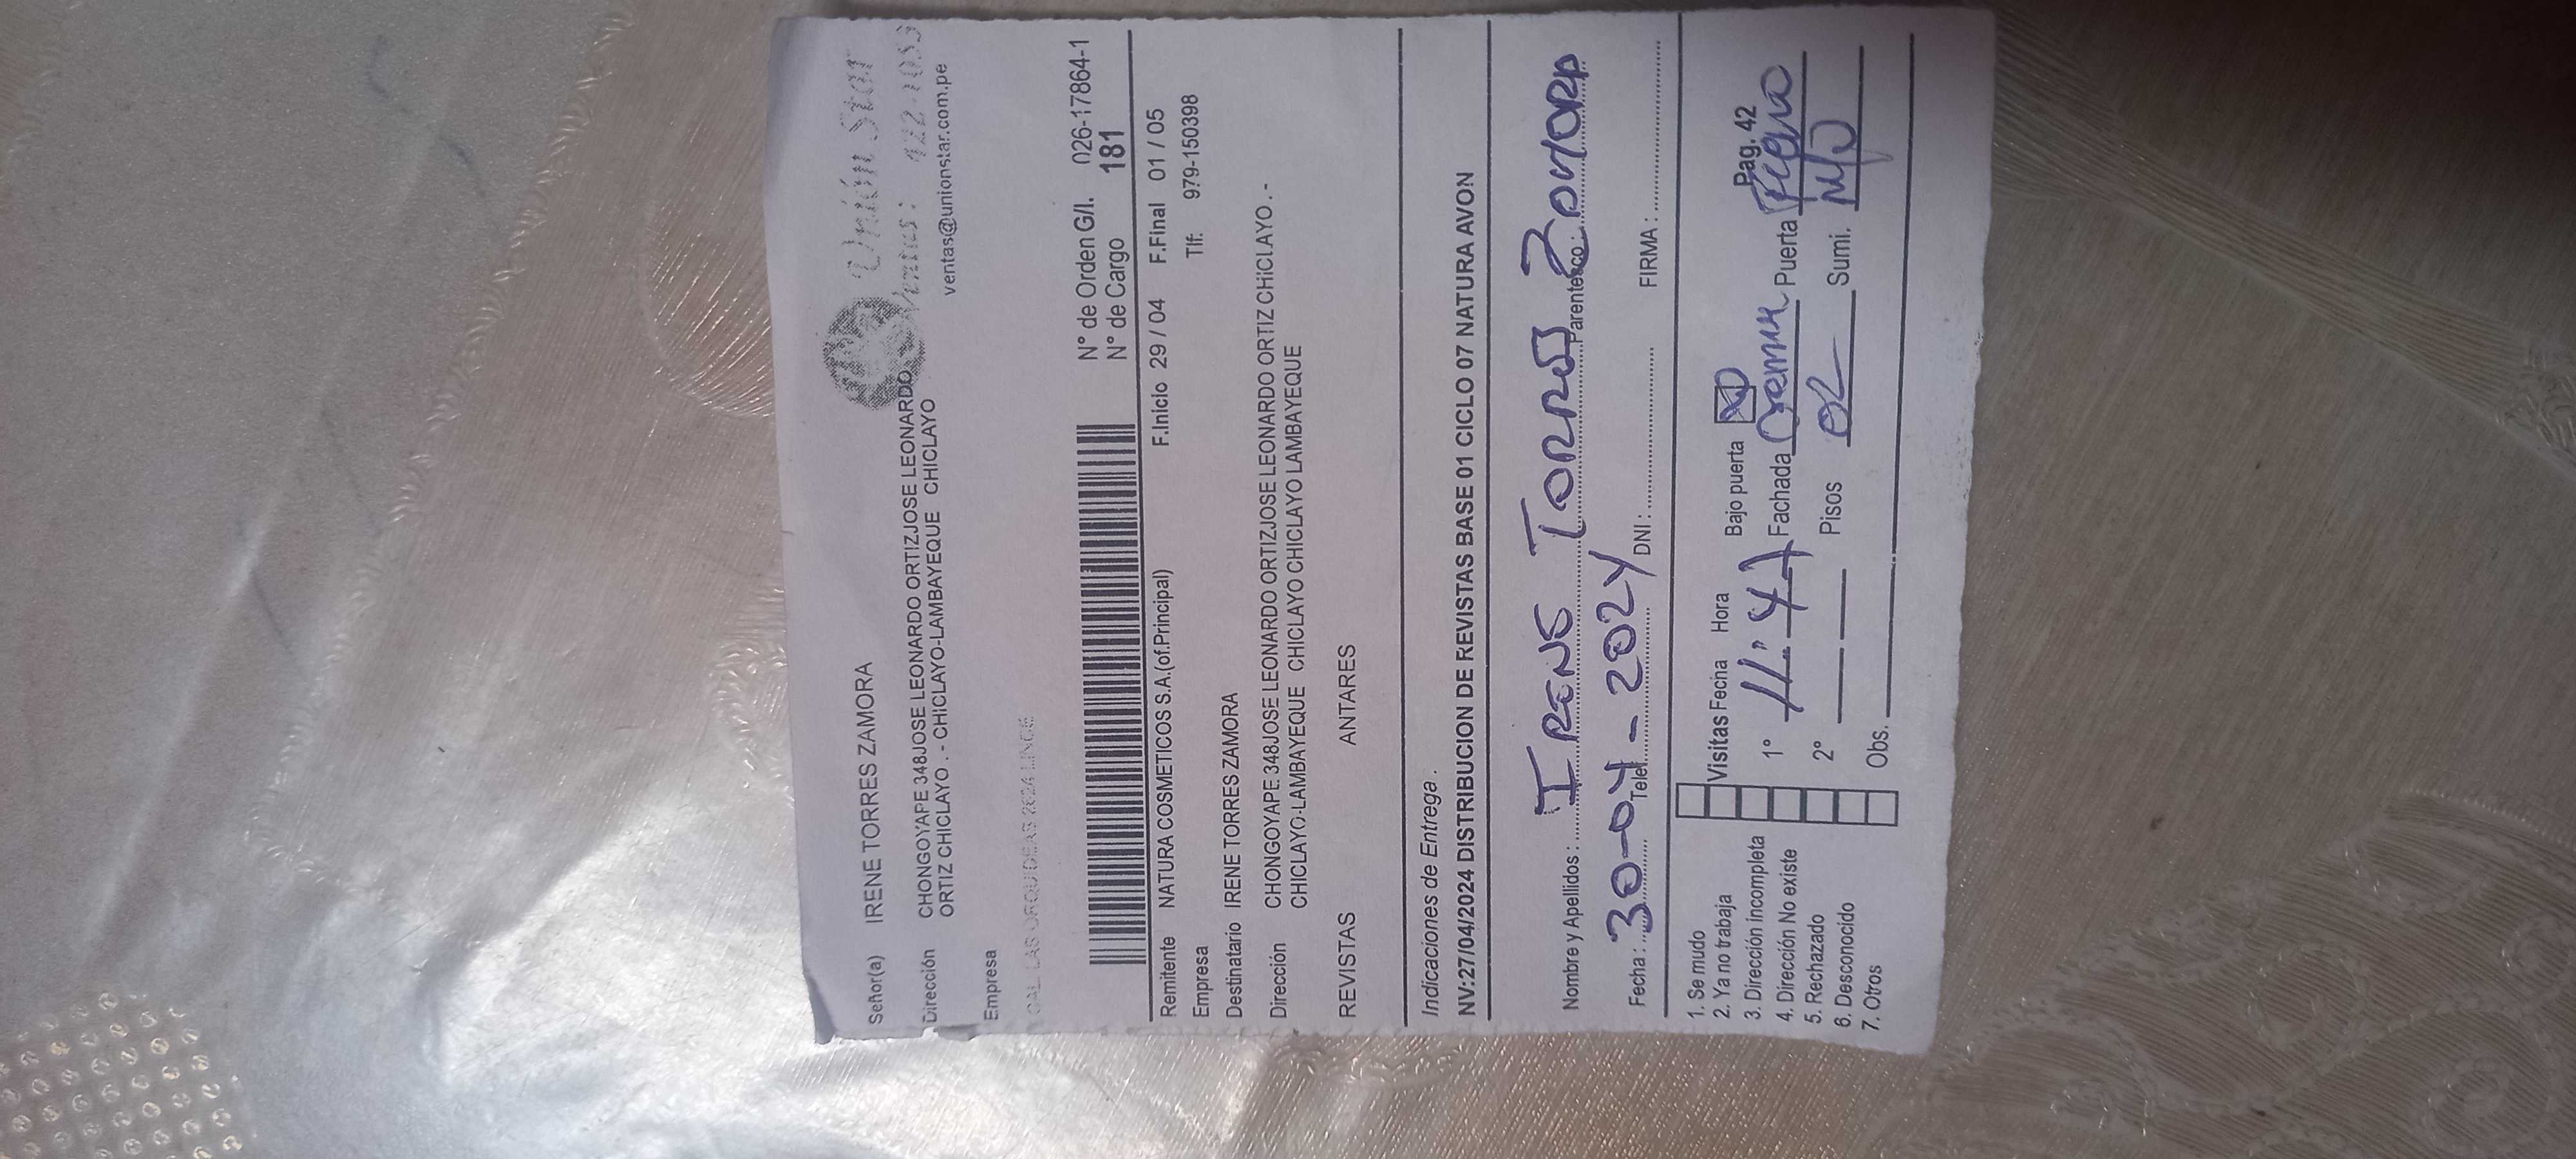 Unión Star
Ventas: 422-1033
ventas@unionstar.com.pe
Señor(a) IRENE TORRES ZAMORA
Dirección CHONGOYAPE 348JOSE LEONARDO ORTIZJOSE LEONARDO
ORTIZ CHICLAYO . - CHICLAYO-LAMBAYEQUE CHICLAYO
Empresa
N° de Orden G/I. 026-17864-1
N° de Cargo 181
Remitente NATURA COSMETICOS S.A.(of.Principal) F.Inicio 29 / 04 F.Final 01 / 05
Empresa Tlf: 979-150398
Destinatario IRENE TORRES ZAMORA
Dirección CHONGOYAPE 348JOSE LEONARDO ORTIZJOSE LEONARDO ORTIZ CHICLAYO . -
CHICLAYO-LAMBAYEQUE CHICLAYO CHICLAYO LAMBAYEQUE
REVISTAS ANTARES
Indicaciones de Entrega .
NV:27/04/2024 DISTRIBUCION DE REVISTAS BASE 01 CICLO 07 NATURA AVON
Nombre y Apellidos : IRENE TORRES Parentesco : ZAMORA
Fecha : 30-04-2024 Telef. DNI : FIRMA :
1. Se mudo
2. Ya no trabaja
3. Dirección incompleta
4. Dirección No existe
5. Rechazado
6. Desconocido
7. Otros
Visitas Fecha Hora Bajo puerta Pag. 42
1° 11:47 Fachada Crema Puerta Fierro
2° Pisos 02 Sumi.
Obs.